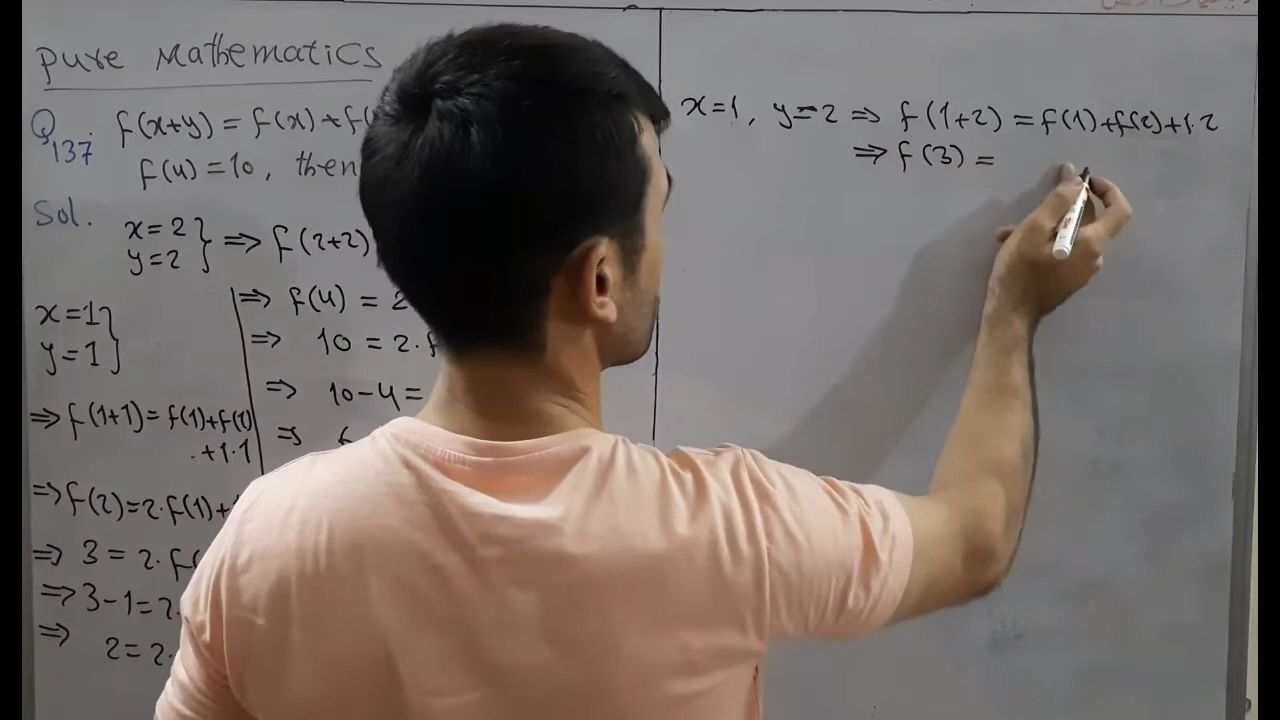 Pure Mathematics
Q 137. f(x+y) = f(x) + f(
f(4) = 10, then
Sol.
x=2
y=2 } ⇒ f(2+2)
⇒ f(4) = 2
⇒ 10 = 2.f
⇒ 10-4=
⇒ 6
x=1
y=1 }
⇒ f(1+1) = f(1)+f(1)
+1.1
⇒ f(2)=2.f(1)+
⇒ 3 = 2.f(
⇒ 3-1=2.
⇒ 2=2.
x=1, y=2 ⇒ f(1+2) = f(1)+f(2)+1.2
⇒ f(3) =